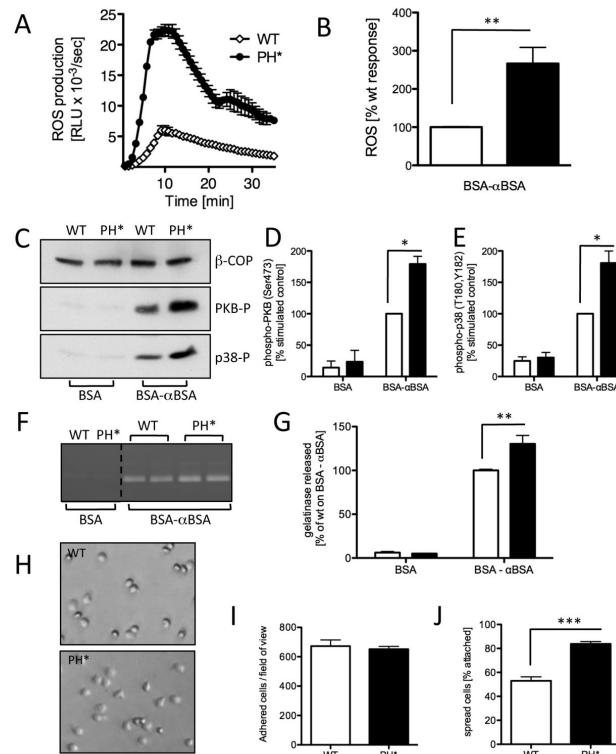 A
ROS production
[RLU x 10⁻³/sec]
25
20
15
10
5
10 20 30
Time [min]
WT
PH*
B
ROS [% wt response]
400
300
200
100
0
**
BSA-αBSA
C
WT PH* WT PH*
β-COP
PKB-P
p38-P
BSA BSA-αBSA
D
phospho-PKB (Ser473)
[% stimulated control]
200
150
100
50
0
*
BSA BSA-αBSA
E
phospho-p38 (T180,Y182)
[% stimulated control]
200
150
100
50
0
*
BSA BSA-αBSA
F
WT PH* WT PH*
BSA BSA-αBSA
G
gelatinase released
[% of wt on BSA - αBSA]
150
100
50
0
**
BSA BSA - αBSA
H
WT
PH*
I
Adhered cells / field of view
800
600
400
200
0
WT PH*
J
spread cells [% attached]
100
80
60
40
20
0
***
WT PH*